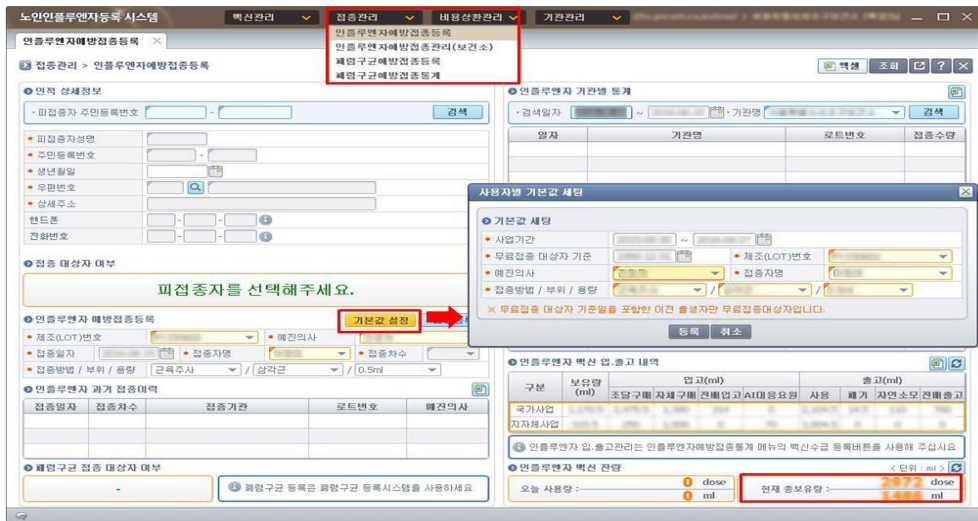 노인인플루엔자등록 시스템 백신관리 접종관리 비용상환관리 기관관리
인플루엔자예방접종등록
인플루엔자예방접종관리(보건소)
폐렴구균예방접종등록
폐렴구균예방접종통계
인플루엔자예방접종등록
접종관리 > 인플루엔자예방접종등록 엑셀 조회 ?
인적 상세정보
피접종자 주민등록번호 - 검색
피접종자성명
주민등록번호 -
생년월일
우편번호
상세주소
핸드폰 - -
전화번호 - -
접종 대상자 여부
피접종자를 선택해주세요.
인플루엔자 예방접종등록 기본값 설정
제조(LOT)번호 예진의사
접종일자 접종자명 접종차수
접종방법 / 부위 / 용량 근육주사 / 삼각근 / 0.5ml
인플루엔자 과거 접종이력
접종일자 접종차수 접종기관 로트번호 예진의사
폐렴구균 접종 대상자 여부
- 폐렴구균 등록은 폐렴구균 등록시스템을 사용하세요
인플루엔자 기관별 통계
검색일자 ~ 기관명 검색
일자 기관명 로트번호 접종수량
사용자별 기본값 세팅
기본값 세팅
사업기간 ~
무료접종 대상자 기준 제조(LOT)번호
예진의사 접종자명
접종방법 / 부위 / 용량 / /
※ 무료접종 대상자 기준일을 포함한 이전 출생자만 무료접종대상자입니다.
등록 취소
인플루엔자 백신 입.출고 내역
구분 보유량(ml) 입고(ml) 출고(ml)
조달구매 자체구매 전배입고 AI대응요원 사용 폐기 자연소모 전배출고
국가사업
지자체사업
인플루엔자 입.출고관리는 인플루엔자예방접종통계 메뉴의 백신수급 등록버튼을 사용해 주십시요
인플루엔자 백신 잔량 < 단위 : ml >
오늘 사용량 : 0 dose
0 ml
현재 총보유량 : 2972 dose
1486 ml